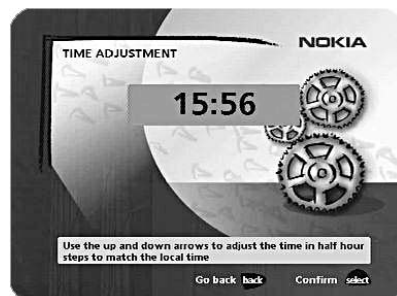 NOKIA
TIME ADJUSTMENT
15:56
Use the up and down arrows to adjust the time in half hour
steps to match the local time
Go back back Confirm select